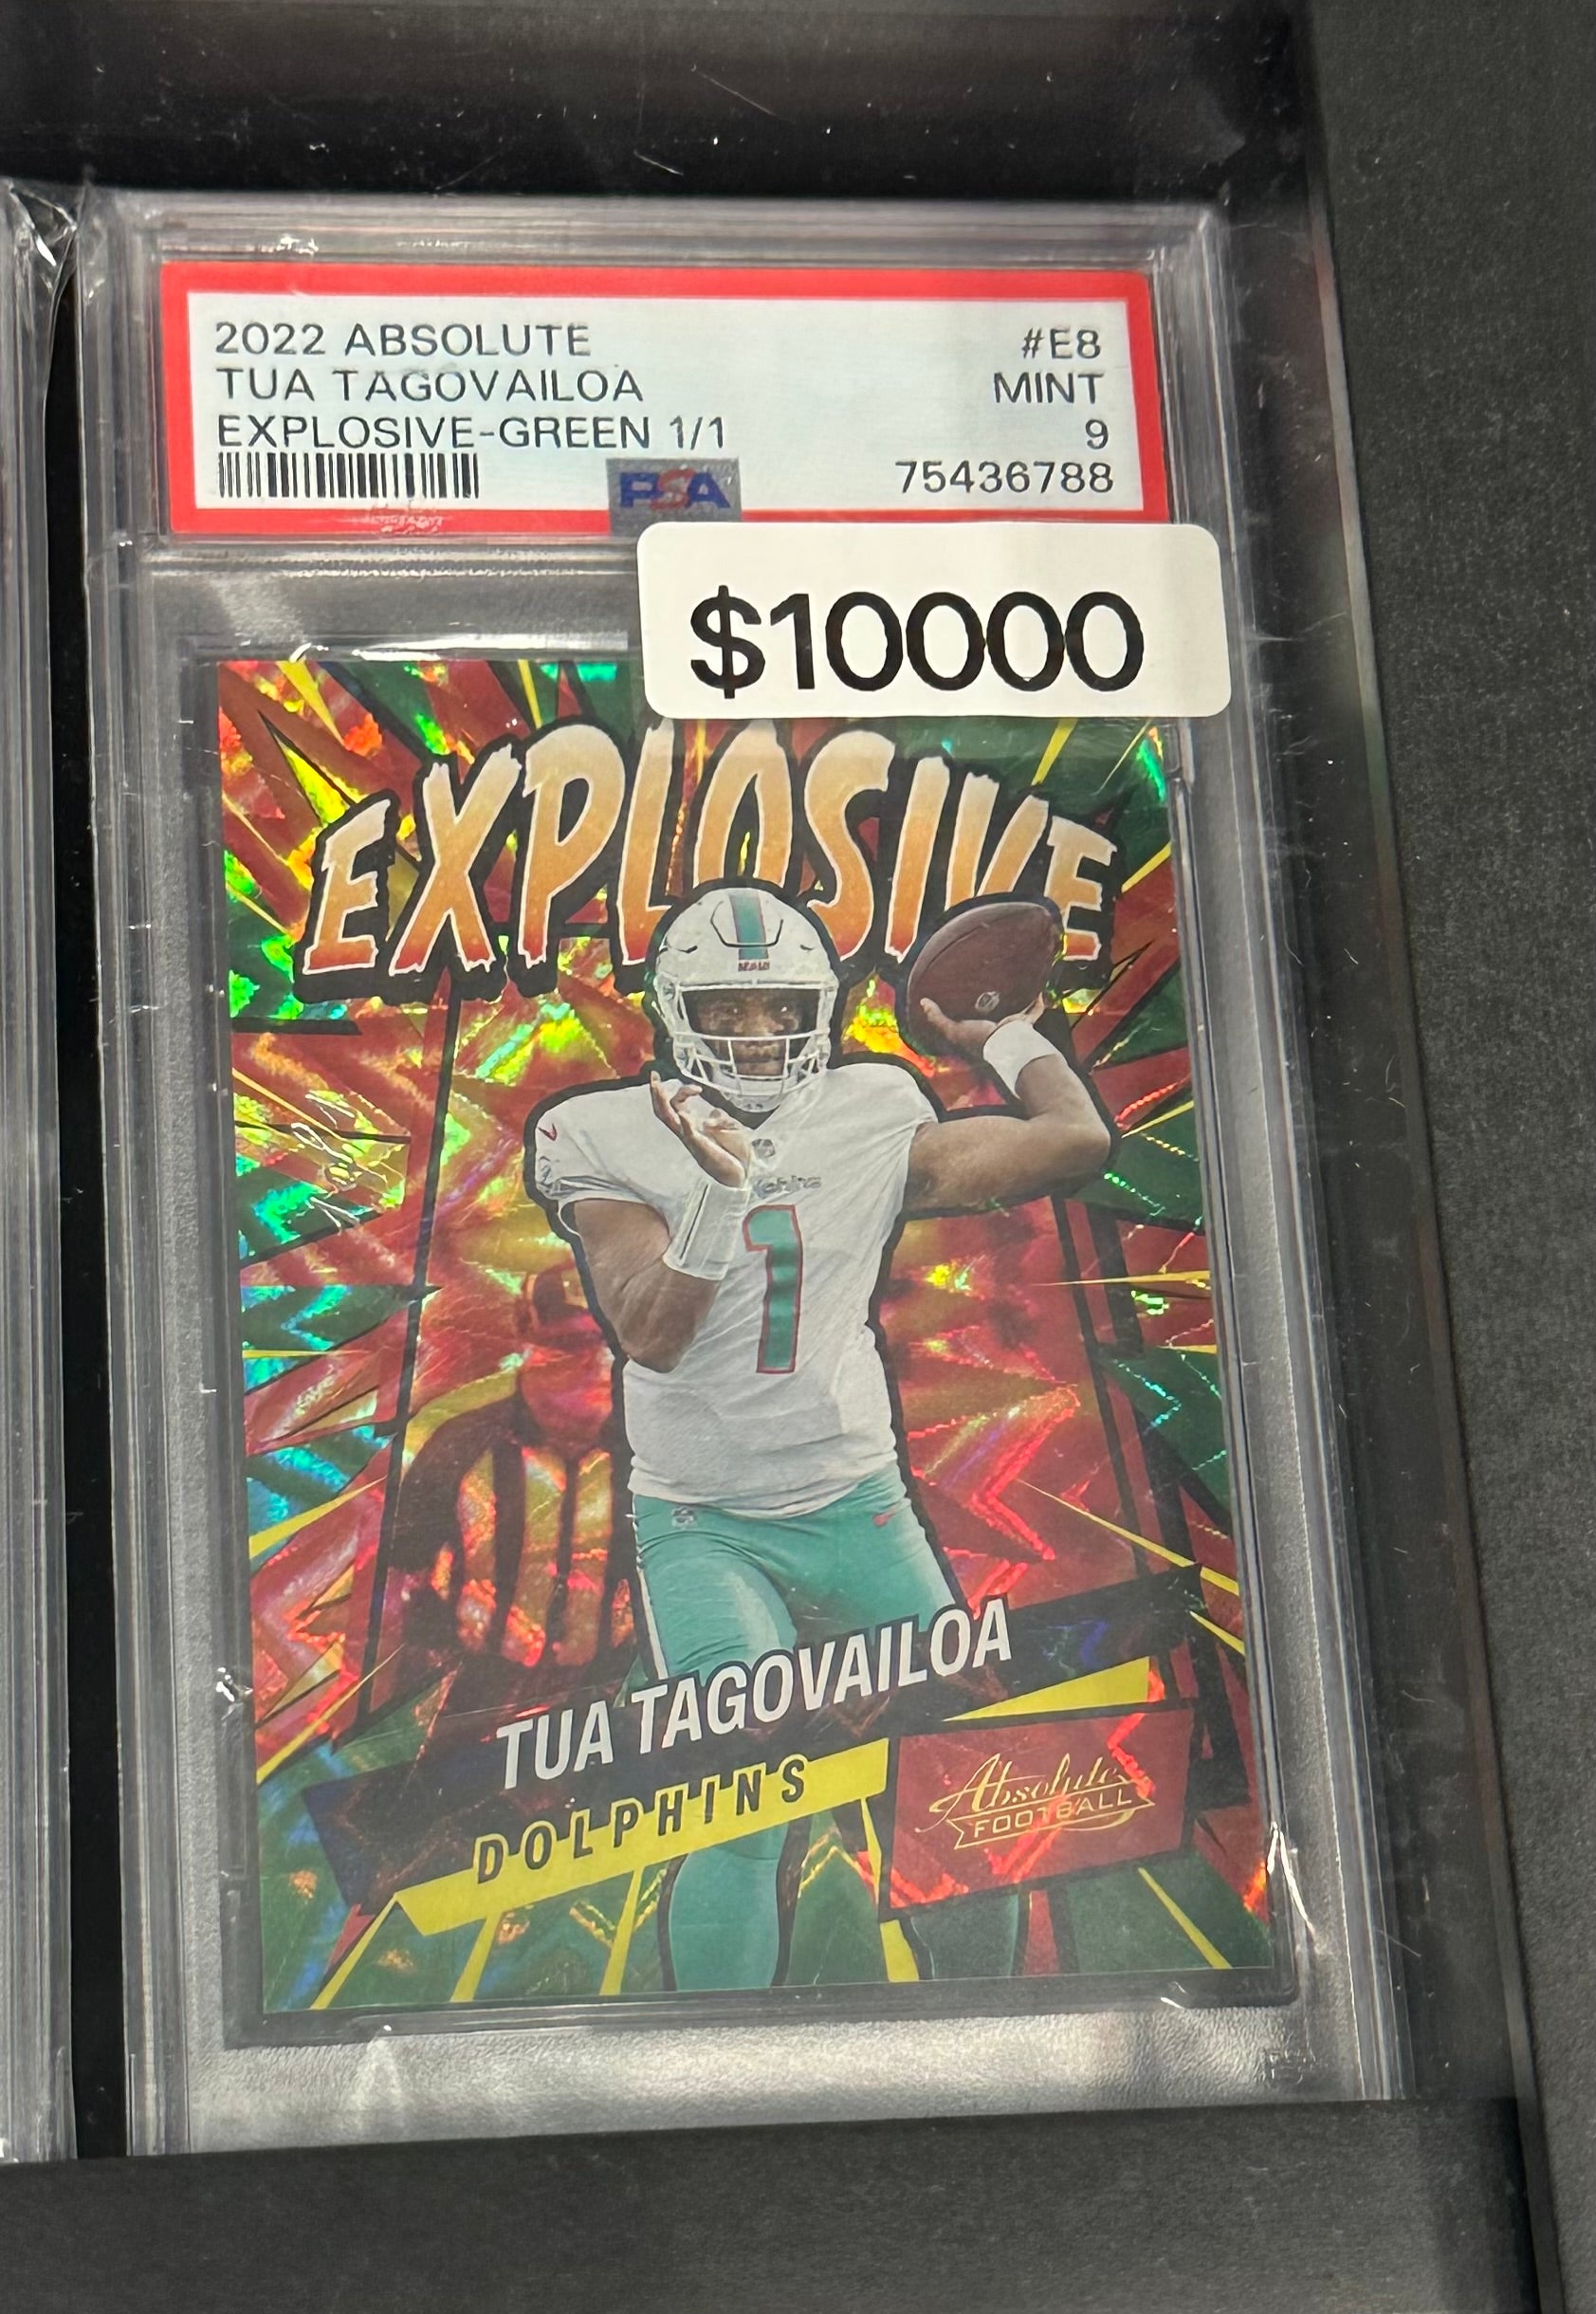 2022 ABSOLUTE #E8
TUA TAGOVAILOA MINT
EXPLOSIVE-GREEN 1/1 9
PSA 75436788
$10000
EXPLOSIVE
1
TUA TAGOVAILOA
DOLPHINS
Absolute
FOOTBALL